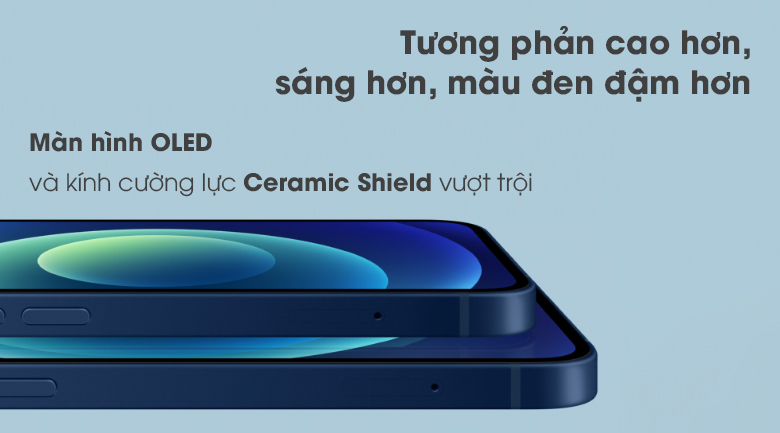 Tương phản cao hơn,
sáng hơn, màu đen đậm hơn
Màn hình OLED
và kính cường lực Ceramic Shield vượt trội